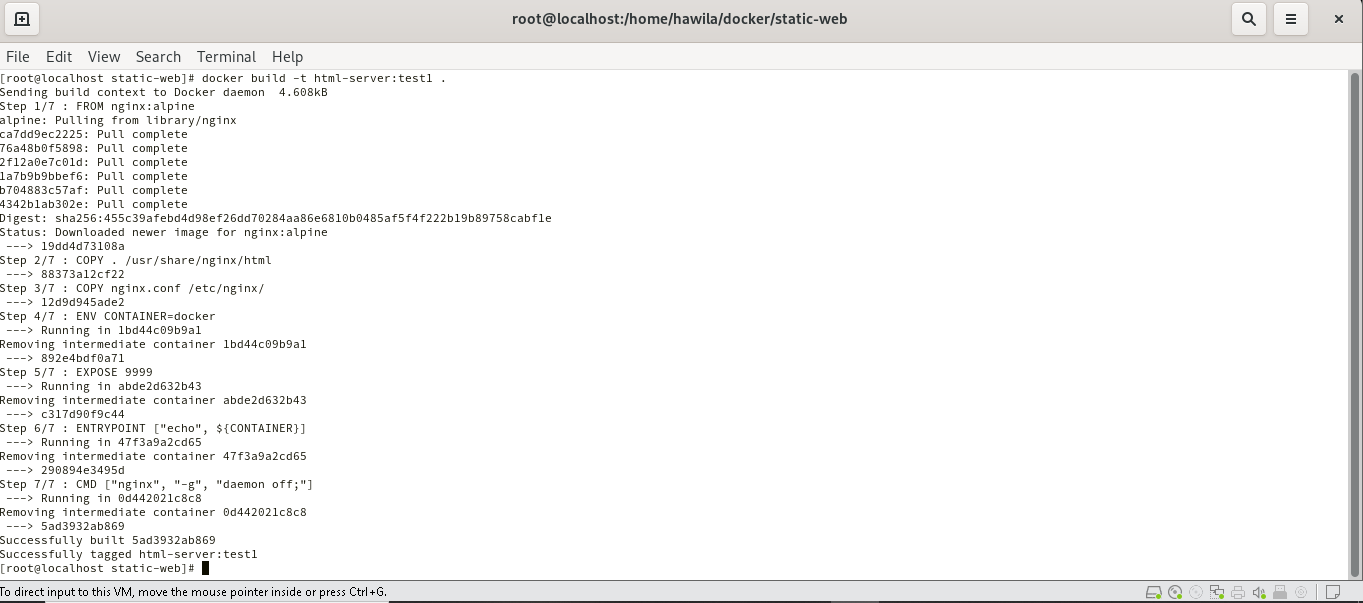 root@localhost:/home/hawila/docker/static-web
File Edit View Search Terminal Help
[root@localhost static-web]# docker build -t html-server:test1 .
Sending build context to Docker daemon  4.608kB
Step 1/7 : FROM nginx:alpine
alpine: Pulling from library/nginx
ca7dd9ec2225: Pull complete
76a48b0f5898: Pull complete
2f12a0e7c01d: Pull complete
1a7b9b9bbef6: Pull complete
b704883c57af: Pull complete
4342b1ab302e: Pull complete
Digest: sha256:455c39afebd4d98ef26dd70284aa86e6810b0485af5f4f222b19b89758cabf1e
Status: Downloaded newer image for nginx:alpine
 ---> 19dd4d73108a
Step 2/7 : COPY . /usr/share/nginx/html
 ---> 88373a12cf22
Step 3/7 : COPY nginx.conf /etc/nginx/
 ---> 12d9d945ade2
Step 4/7 : ENV CONTAINER=docker
 ---> Running in 1bd44c09b9a1
Removing intermediate container 1bd44c09b9a1
 ---> 892e4bdf0a71
Step 5/7 : EXPOSE 9999
 ---> Running in abde2d632b43
Removing intermediate container abde2d632b43
 ---> c317d90f9c44
Step 6/7 : ENTRYPOINT ["echo", ${CONTAINER}]
 ---> Running in 47f3a9a2cd65
Removing intermediate container 47f3a9a2cd65
 ---> 290894e3495d
Step 7/7 : CMD ["nginx", "-g", "daemon off;"]
 ---> Running in 0d442021c8c8
Removing intermediate container 0d442021c8c8
 ---> 5ad3932ab869
Successfully built 5ad3932ab869
Successfully tagged html-server:test1
[root@localhost static-web]#
To direct input to this VM, move the mouse pointer inside or press Ctrl+G.